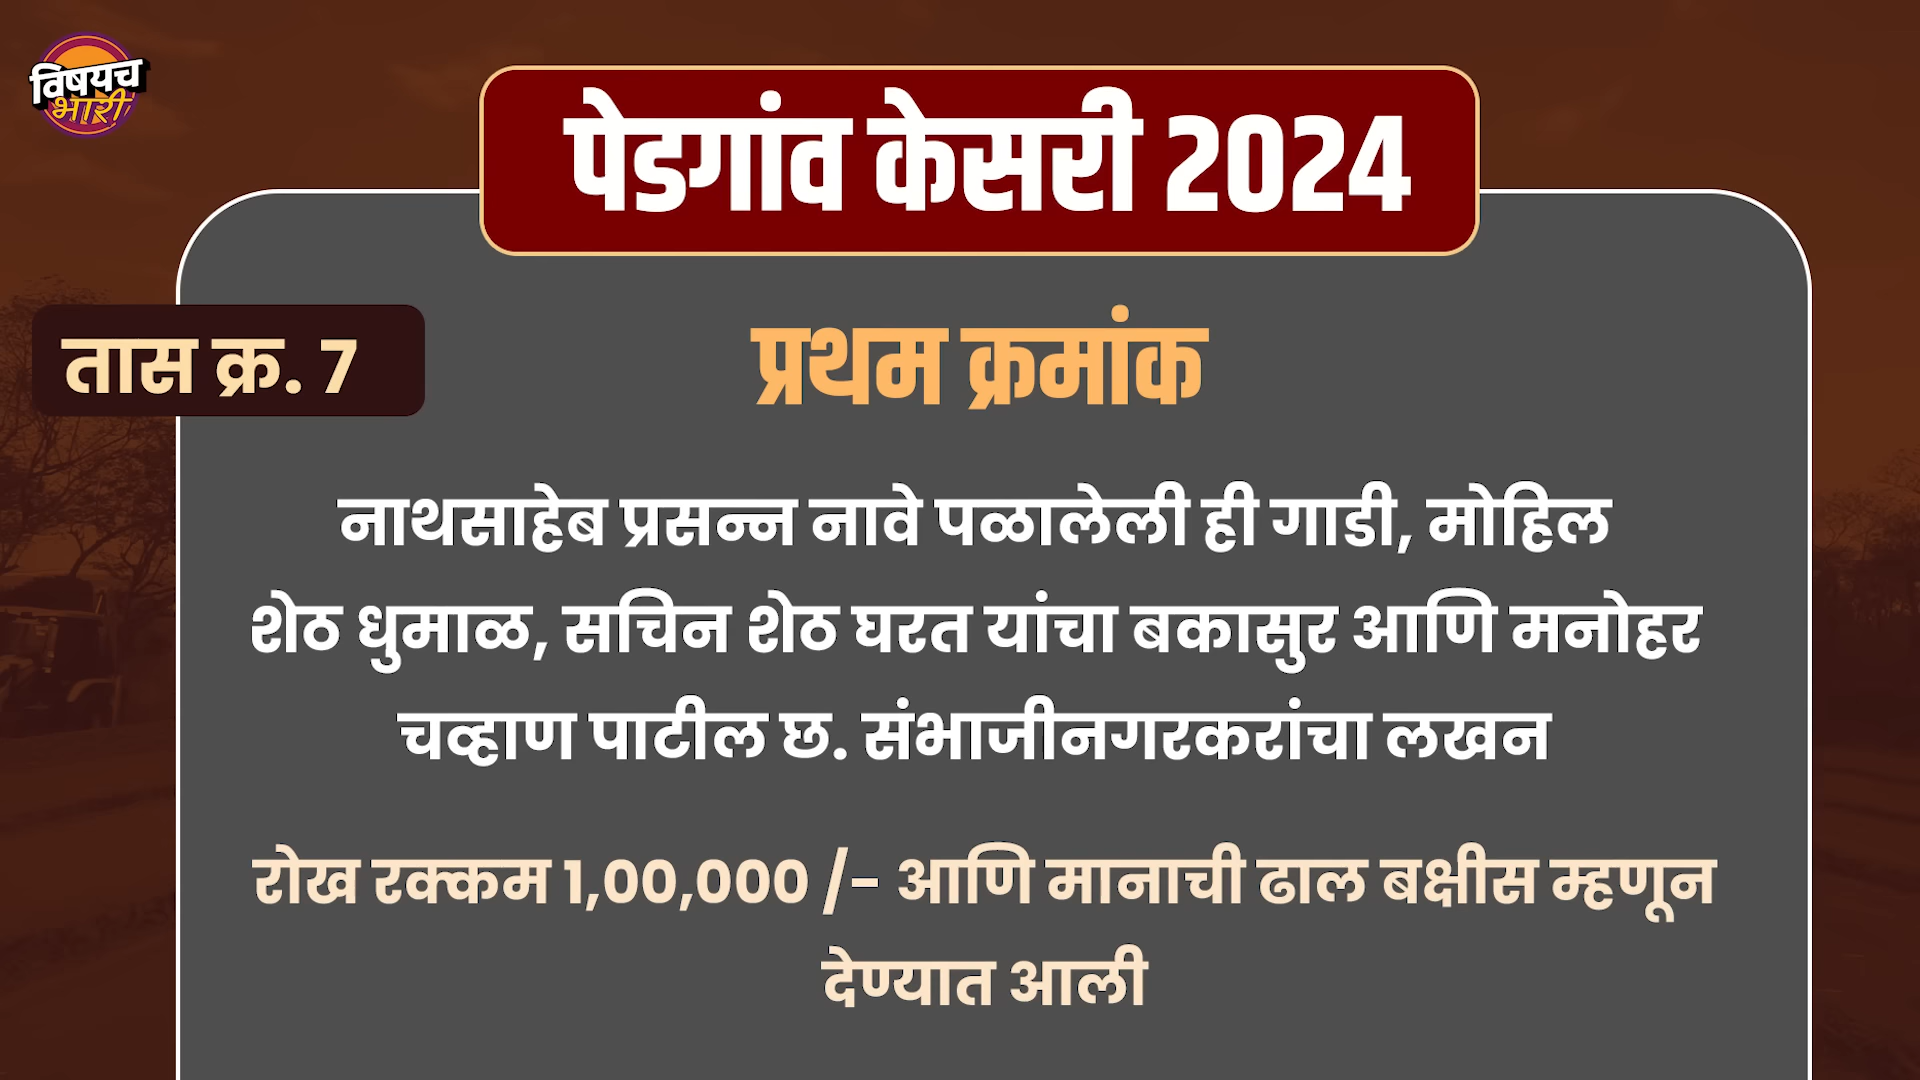 विषयच
भारी
पेडगांव केसरी 2024
तास क्र. 7
प्रथम क्रमांक
नाथसाहेब प्रसन्न नावे पळालेली ही गाडी, मोहिल
शेठ धुमाळ, सचिन शेठ घरत यांचा बकासुर आणि मनोहर
चव्हाण पाटील छ. संभाजीनगरकरांचा लखन
रोख रक्कम 1,00,000 /- आणि मानाची ढाल बक्षीस म्हणून
देण्यात आली